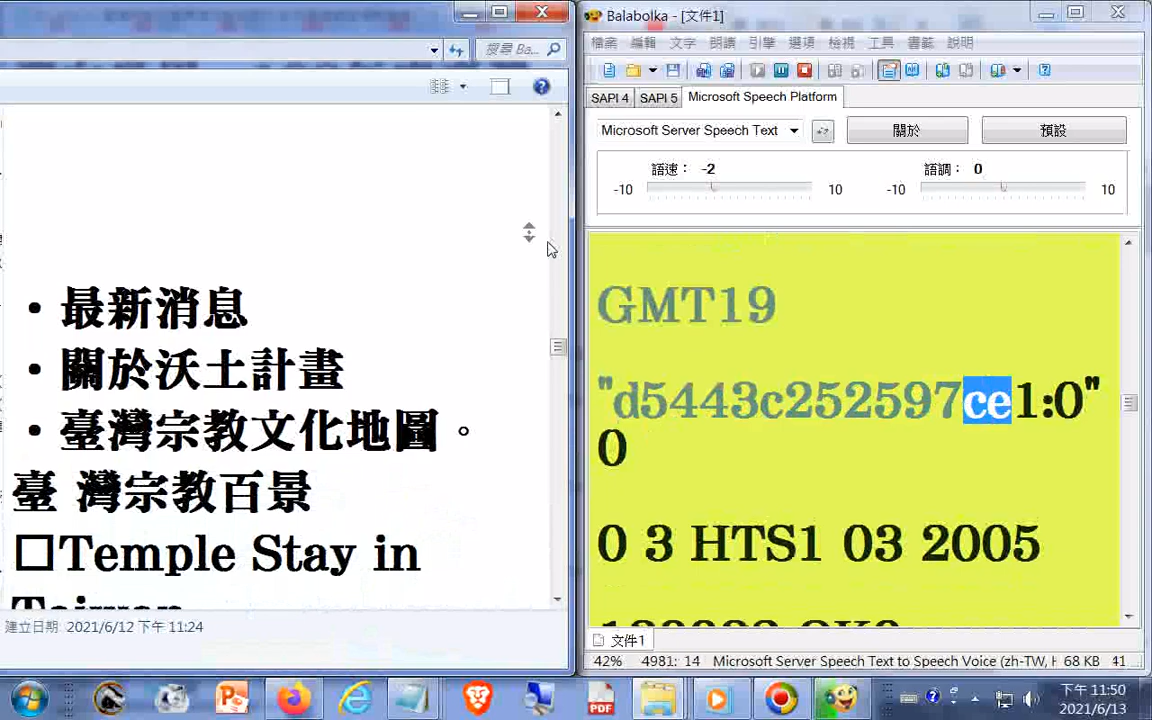 搜尋 Ba...
• 最新消息
• 關於沃土計畫
• 臺灣宗教文化地圖。
臺 灣宗教百景
□Temple Stay in
Taiwan
建立日期: 2021/6/12 下午 11:24
Balabolka - [文件1]
檔案 編輯 文字 朗讀 引擎 選項 檢視 工具 書籤 說明
SAPI 4 SAPI 5 Microsoft Speech Platform
Microsoft Server Speech Text 關於 預設
語速： -2 語調： 0
-10 10 -10 10
GMT19
"d5443c252597ce1:0"
0
0 3 HTS1 03 2005
文件1
42% 4981: 14 Microsoft Server Speech Text to Speech Voice (zh-TW, H 68 KB 41
PDF
下午 11:50
2021/6/13